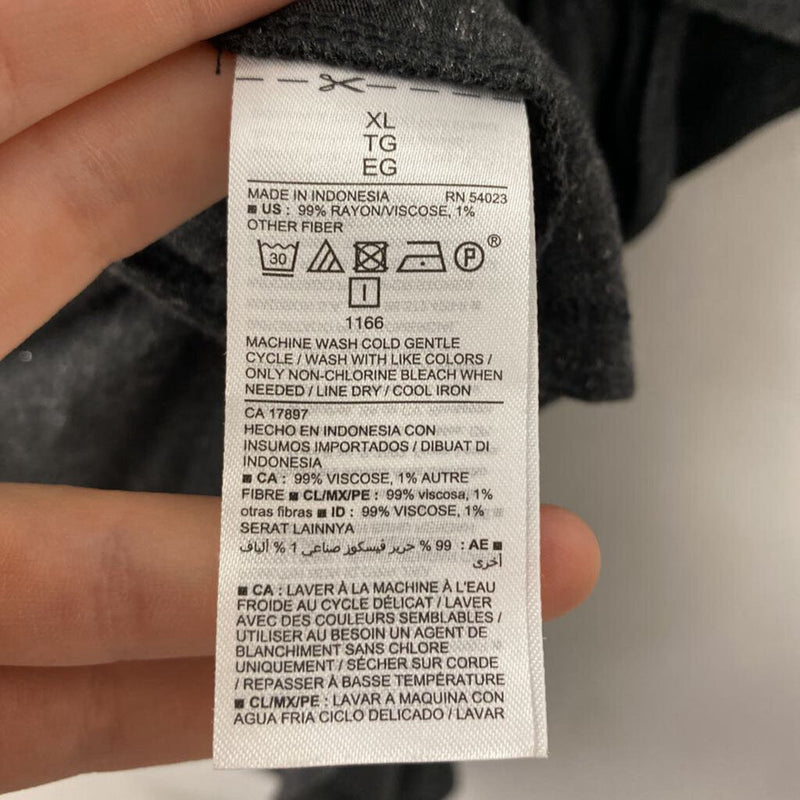 XL
TG
EG
MADE IN INDONESIA RN 54023
■ US : 99% RAYON/VISCOSE, 1%
OTHER FIBER
30 P ®
I
1166
MACHINE WASH COLD GENTLE
CYCLE / WASH WITH LIKE COLORS /
ONLY NON-CHLORINE BLEACH WHEN
NEEDED / LINE DRY / COOL IRON
CA 17897
HECHO EN INDONESIA CON
INSUMOS IMPORTADOS / DIBUAT DI
INDONESIA
■ CA : 99% VISCOSE, 1% AUTRE
FIBRE ■ CL/MX/PE : 99% viscosa, 1%
otras fibras ■ ID : 99% VISCOSE, 1%
SERAT LAINNYA
■ AE : 99 % حرير فيسكوز صناعي 1 % ألياف
أخرى
■ CA : LAVER À LA MACHINE À L'EAU
FROIDE AU CYCLE DÉLICAT / LAVER
AVEC DES COULEURS SEMBLABLES /
UTILISER AU BESOIN UN AGENT DE
BLANCHIMENT SANS CHLORE
UNIQUEMENT / SÉCHER SUR CORDE
/ REPASSER À BASSE TEMPÉRATURE
■ CL/MX/PE : LAVAR A MAQUINA CON
AGUA FRIA CICLO DELICADO / LAVAR